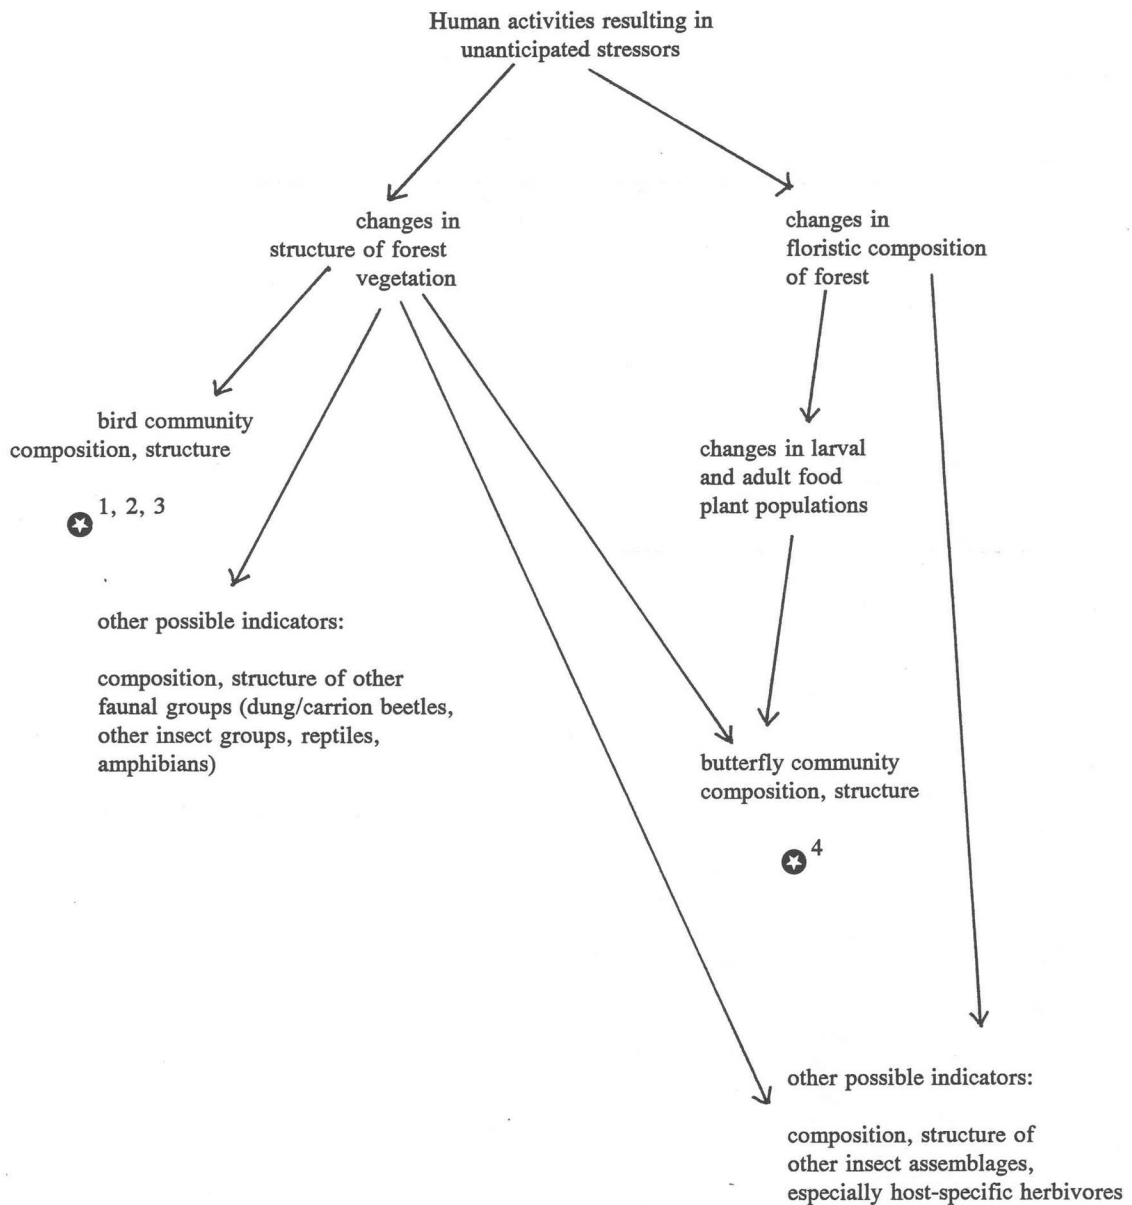 Human activities resulting in
unanticipated stressors
changes in
structure of forest
vegetation
changes in
floristic composition
of forest
bird community
composition, structure
1, 2, 3
changes in larval
and adult food
plant populations
other possible indicators:
composition, structure of other
faunal groups (dung/carrion beetles,
other insect groups, reptiles,
amphibians)
butterfly community
composition, structure
4
other possible indicators:
composition, structure of
other insect assemblages,
especially host-specific herbivores